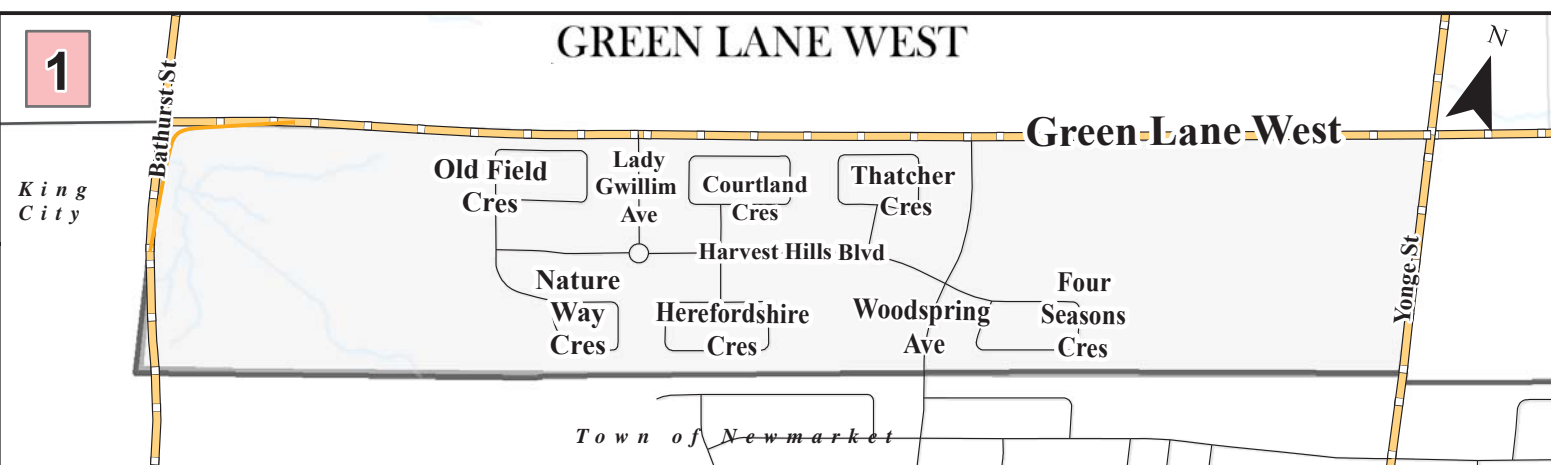 1
GREEN LANE WEST
N
Bathurst St
Green Lane West
King
City
Old Field
Cres
Lady
Gwillim
Ave
Courtland
Cres
Thatcher
Cres
Harvest Hills Blvd
Nature
Way
Cres
Herefordshire
Cres
Woodspring
Ave
Four
Seasons
Cres
Yonge St
Town of Newmarket